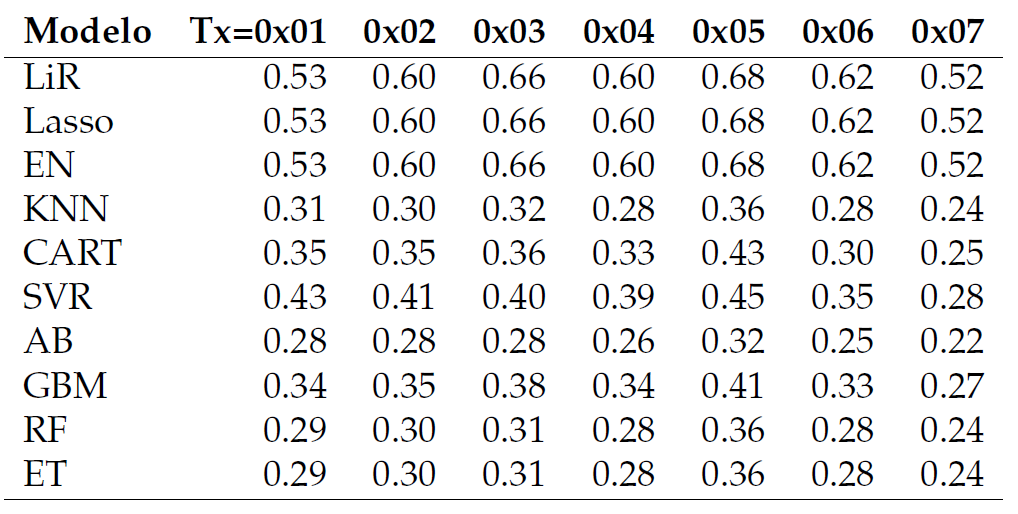 Modelo Tx=0x01 0x02 0x03 0x04 0x05 0x06 0x07
LiR 0.53 0.60 0.66 0.60 0.68 0.62 0.52
Lasso 0.53 0.60 0.66 0.60 0.68 0.62 0.52
EN 0.53 0.60 0.66 0.60 0.68 0.62 0.52
KNN 0.31 0.30 0.32 0.28 0.36 0.28 0.24
CART 0.35 0.35 0.36 0.33 0.43 0.30 0.25
SVR 0.43 0.41 0.40 0.39 0.45 0.35 0.28
AB 0.28 0.28 0.28 0.26 0.32 0.25 0.22
GBM 0.34 0.35 0.38 0.34 0.41 0.33 0.27
RF 0.29 0.30 0.31 0.28 0.36 0.28 0.24
ET 0.29 0.30 0.31 0.28 0.36 0.28 0.24